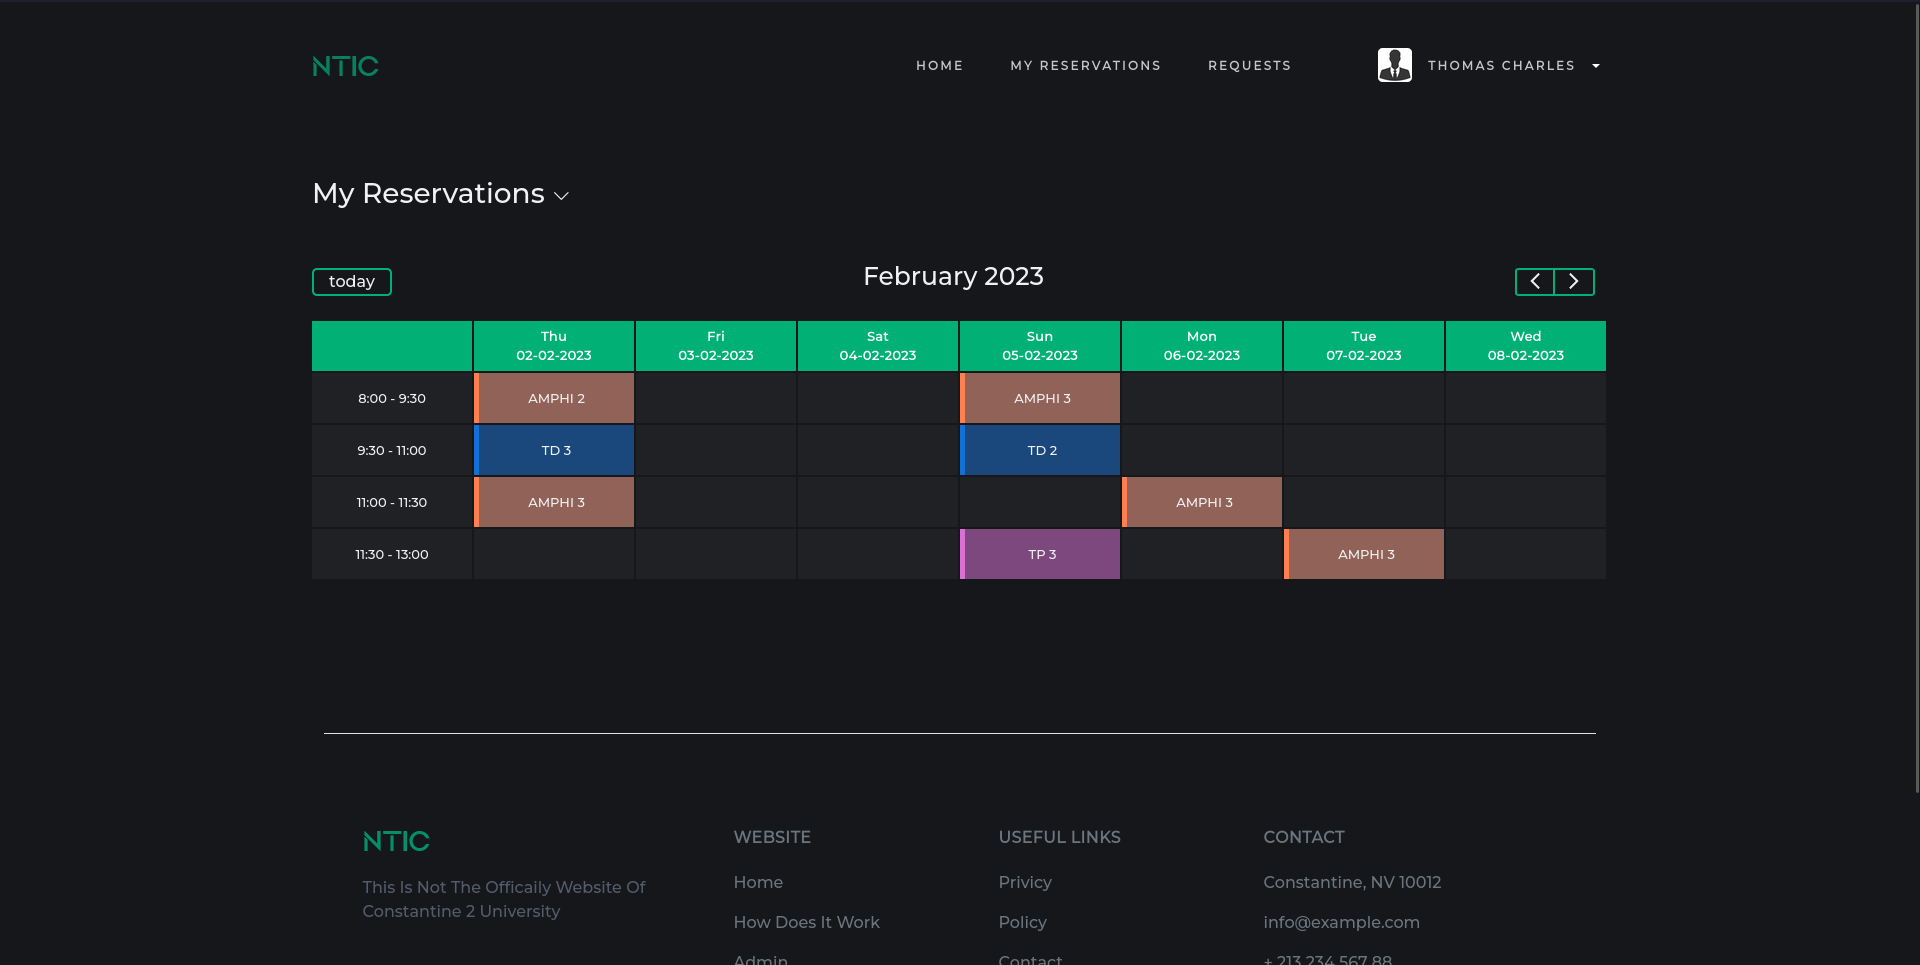 NTIC
HOME MY RESERVATIONS REQUESTS THOMAS CHARLES
My Reservations
today February 2023
Thu Fri Sat Sun Mon Tue Wed
02-02-2023 03-02-2023 04-02-2023 05-02-2023 06-02-2023 07-02-2023 08-02-2023
8:00 - 9:30 AMPHI 2 AMPHI 3
9:30 - 11:00 TD 3 TD 2
11:00 - 11:30 AMPHI 3 AMPHI 3
11:30 - 13:00 TP 3 AMPHI 3
NTIC
This Is Not The Officaily Website Of
Constantine 2 University
WEBSITE
Home
How Does It Work
Admin
USEFUL LINKS
Privicy
Policy
Contact
CONTACT
Constantine, NV 10012
info@example.com
+ 213 234 567 88